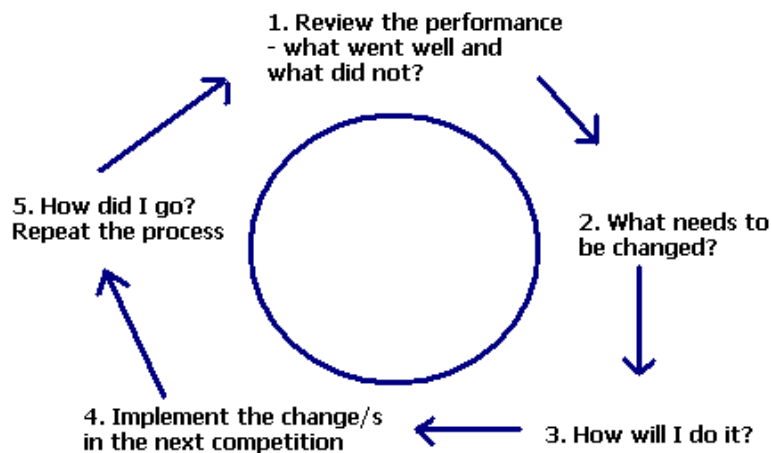 1. Review the performance
- what went well and
what did not?
2. What needs to
be changed?
3. How will I do it?
4. Implement the change/s
in the next competition
5. How did I go?
Repeat the process